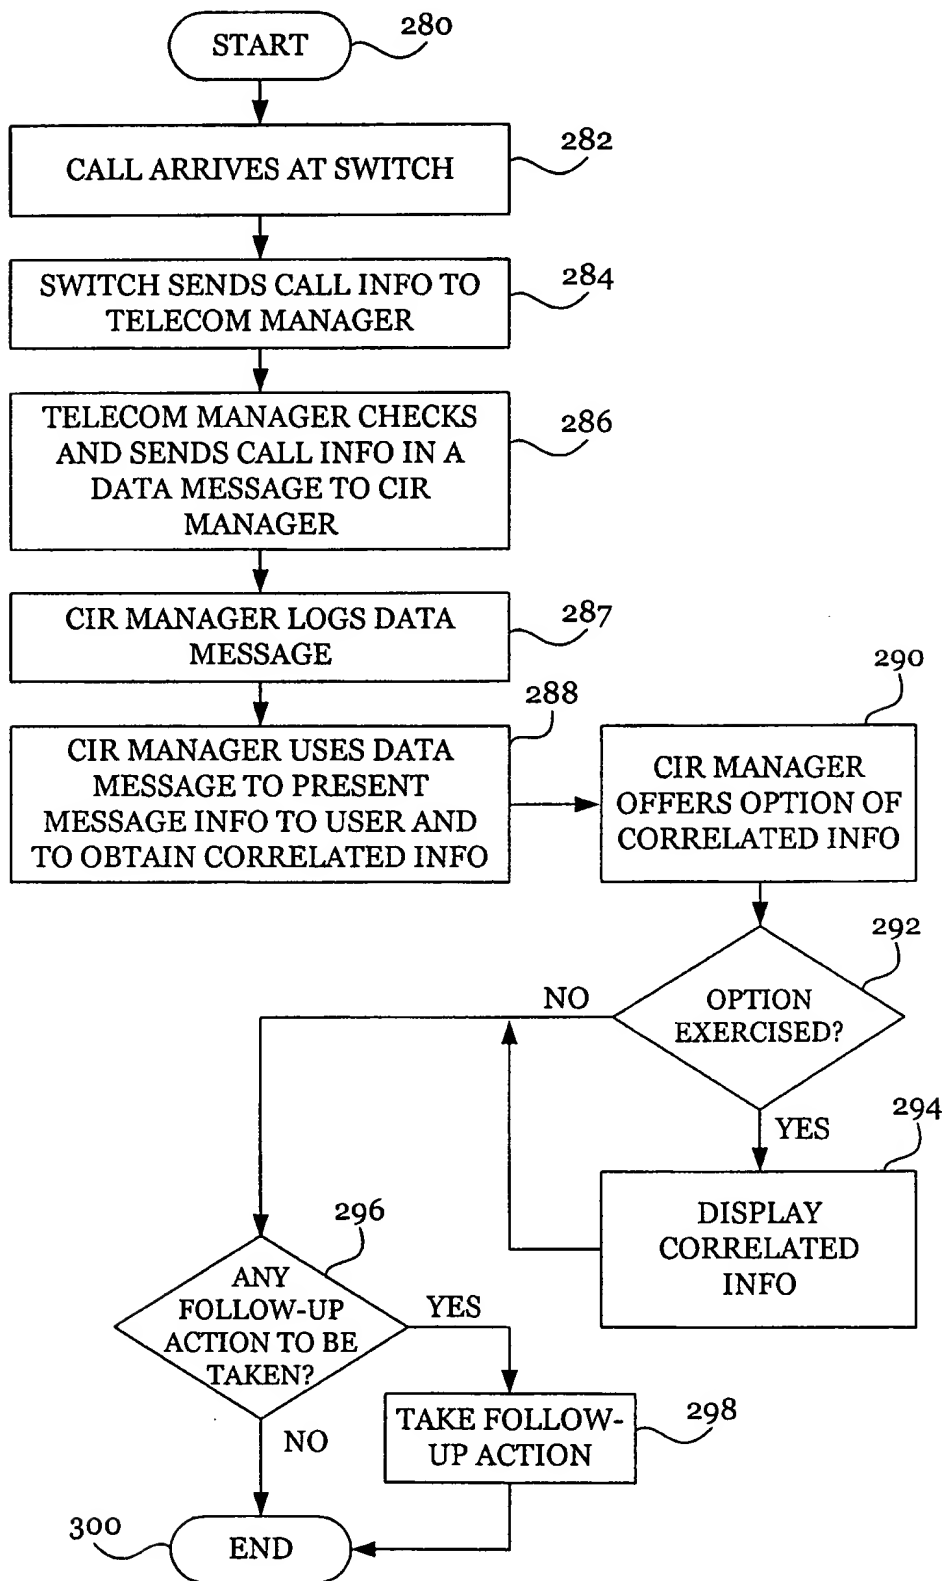 START
280
CALL ARRIVES AT SWITCH
282
SWITCH SENDS CALL INFO TO
TELECOM MANAGER
284
TELECOM MANAGER CHECKS
AND SENDS CALL INFO IN A
DATA MESSAGE TO CIR
MANAGER
286
CIR MANAGER LOGS DATA
MESSAGE
287
CIR MANAGER USES DATA
MESSAGE TO PRESENT
MESSAGE INFO TO USER AND
TO OBTAIN CORRELATED INFO
288
CIR MANAGER
OFFERS OPTION OF
CORRELATED INFO
290
OPTION
EXERCISED?
292
NO
YES
DISPLAY
CORRELATED
INFO
294
ANY
FOLLOW-UP
ACTION TO BE
TAKEN?
296
YES
NO
TAKE FOLLOW-
UP ACTION
298
END
300